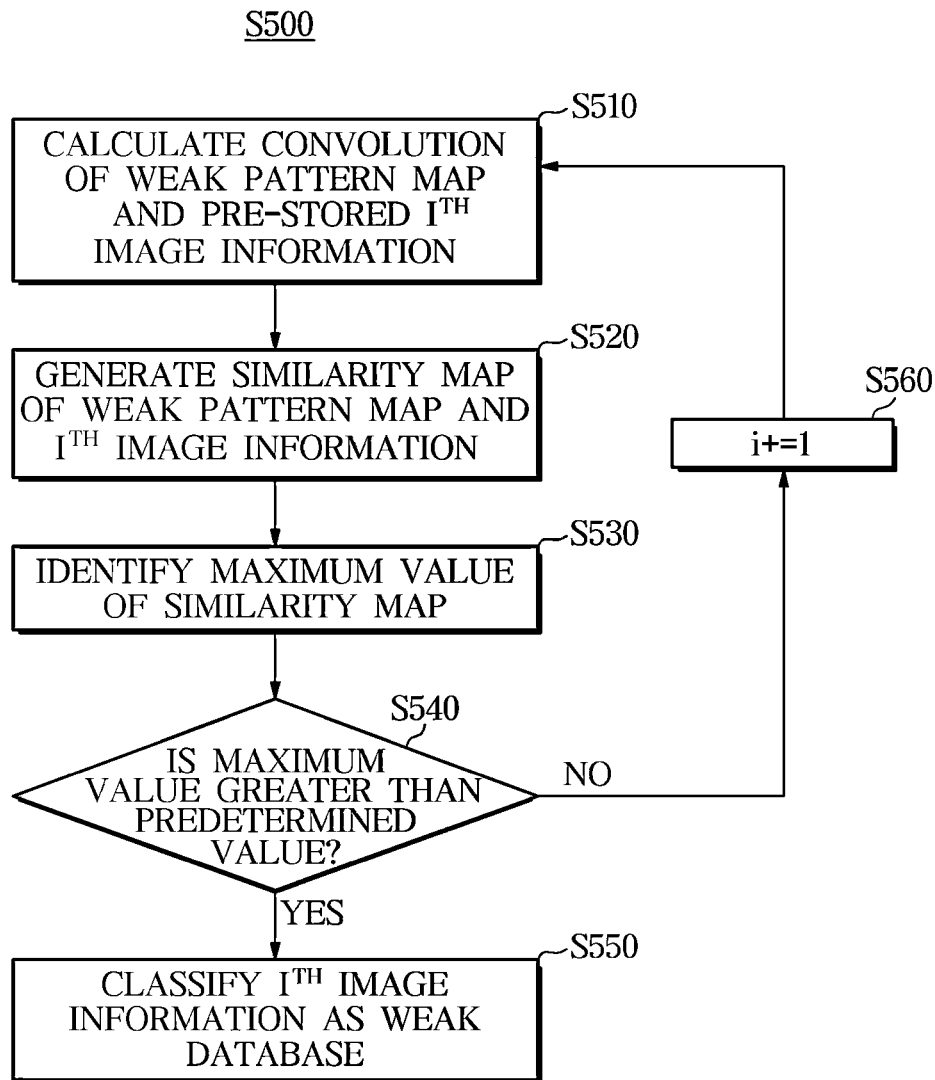 S500
S510
CALCULATE CONVOLUTION
OF WEAK PATTERN MAP
AND PRE-STORED I^TH
IMAGE INFORMATION
S520
GENERATE SIMILARITY MAP
OF WEAK PATTERN MAP AND
I^TH IMAGE INFORMATION
S560
i+=1
S530
IDENTIFY MAXIMUM VALUE
OF SIMILARITY MAP
S540
IS MAXIMUM
VALUE GREATER THAN
PREDETERMINED
VALUE?
NO
YES
S550
CLASSIFY I^TH IMAGE
INFORMATION AS WEAK
DATABASE